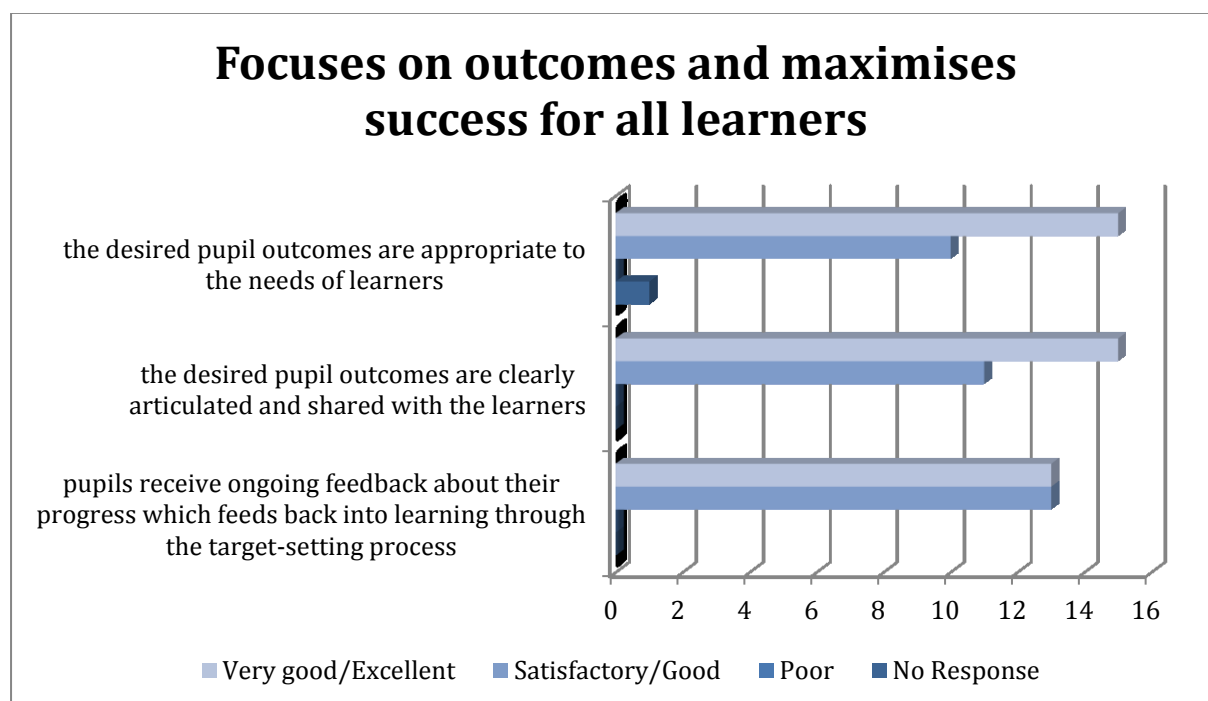 Focuses on outcomes and maximises
success for all learners
the desired pupil outcomes are appropriate to
the needs of learners
the desired pupil outcomes are clearly
articulated and shared with the learners
pupils receive ongoing feedback about their
progress which feeds back into learning through
the target-setting process
0 2 4 6 8 10 12 14 16
Very good/Excellent Satisfactory/Good Poor No Response